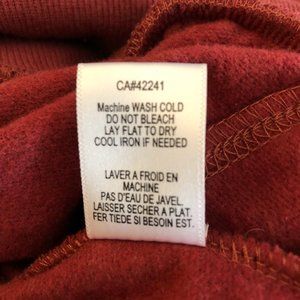 CA#42241
Machine WASH COLD
DO NOT BLEACH
LAY FLAT TO DRY
COOL IRON IF NEEDED
LAVER A FROID EN
MACHINE
PAS D'EAU DE JAVEL.
LAISSER SECHER A PLAT.
FER TIEDE SI BESOIN EST.